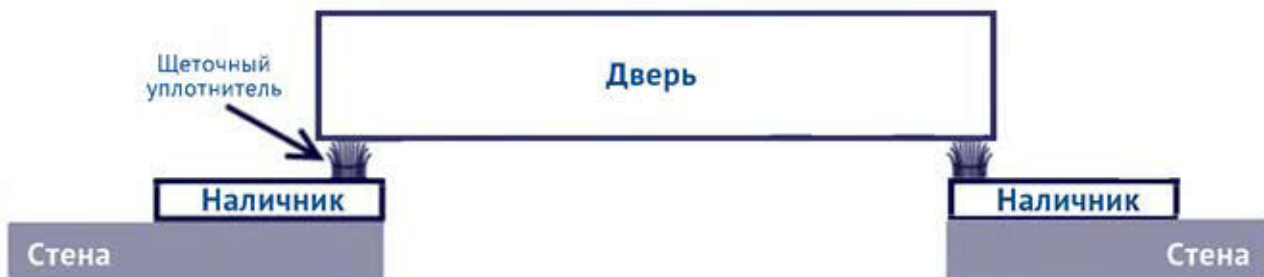 Щеточный
уплотнитель
Дверь
Наличник
Наличник
Стена
Стена